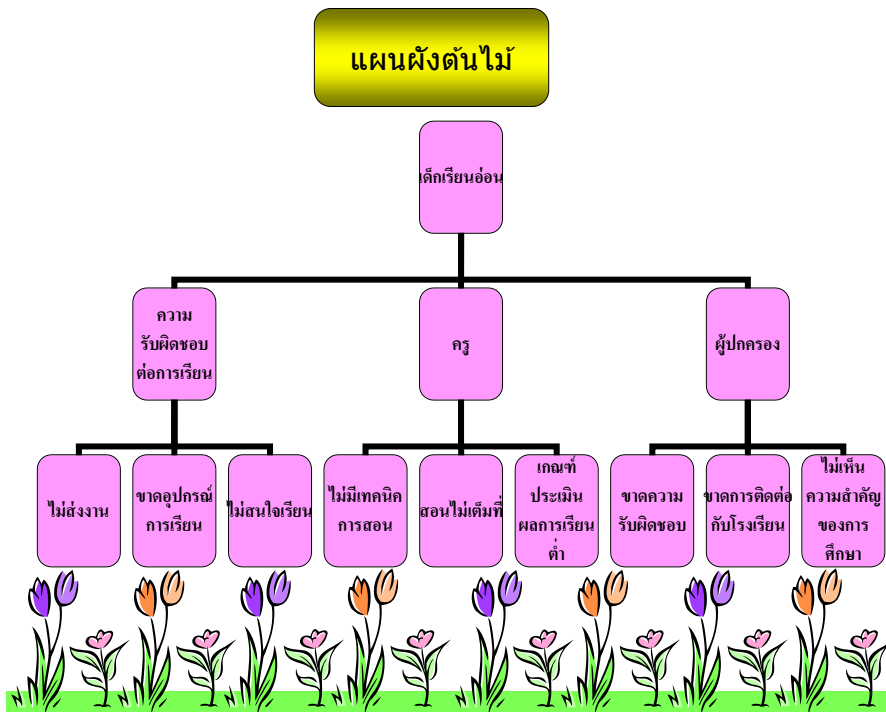 แผนผังต้นไม้
เด็กเรียนอ่อน
ความ
รับผิดชอบ
ต่อการเรียน
ครู
ผู้ปกครอง
ไม่ส่งงาน
ขาดอุปกรณ์
การเรียน
ไม่สนใจเรียน
ไม่มีเทคนิค
การสอน
สอนไม่เต็มที่
เกณฑ์
ประเมิน
ผลการเรียน
ต่ำ
ขาดความ
รับผิดชอบ
ขาดการติดต่อ
กับโรงเรียน
ไม่เห็น
ความสำคัญ
ของการ
ศึกษา